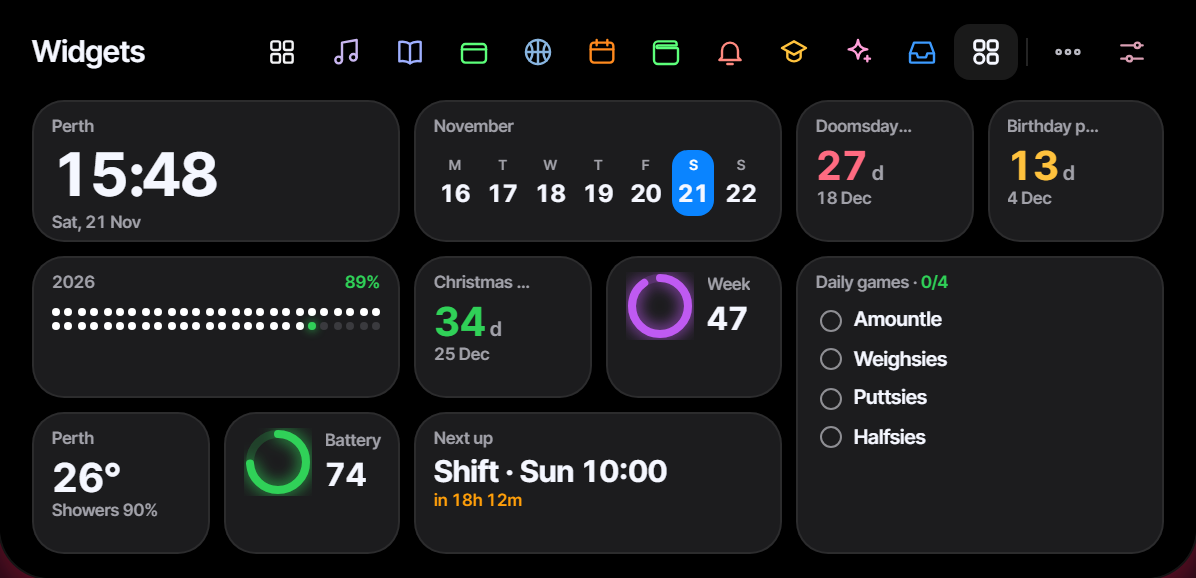 Widgets
Perth
15:48
Sat, 21 Nov
November
M T W T F S S
16 17 18 19 20 21 22
Doomsday...
27 d
18 Dec
Birthday p...
13 d
4 Dec
2026 89%
Christmas ...
34 d
25 Dec
Week
47
Daily games · 0/4
Amountle
Weighsies
Puttsies
Halfsies
Perth
26°
Showers 90%
Battery
74
Next up
Shift · Sun 10:00
in 18h 12m